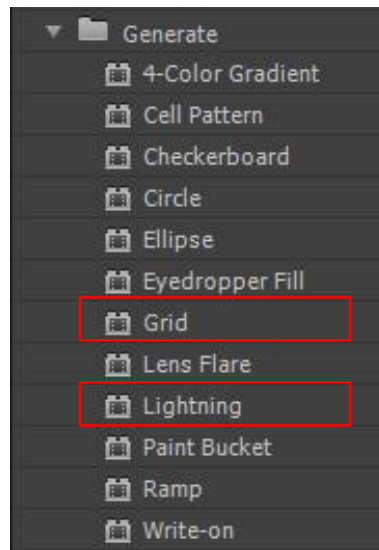 Generate
4-Color Gradient
Cell Pattern
Checkerboard
Circle
Ellipse
Eyedropper Fill
Grid
Lens Flare
Lightning
Paint Bucket
Ramp
Write-on